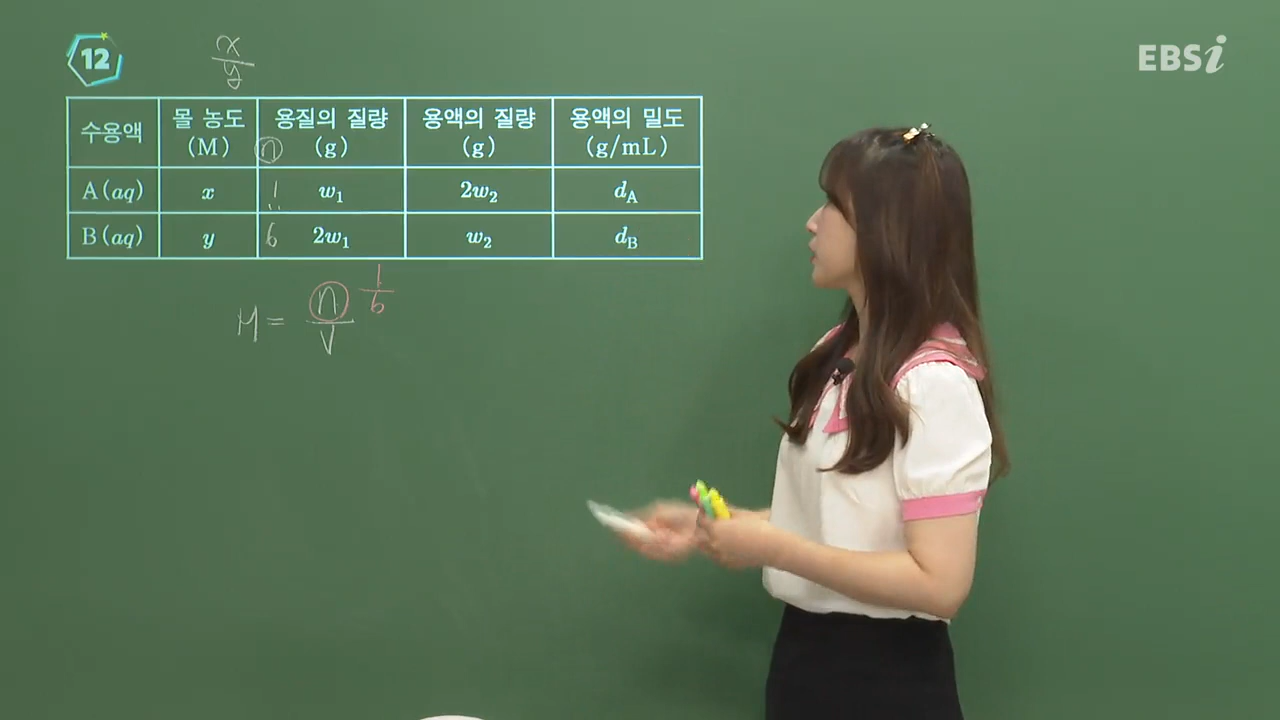 12
x/y
EBSi
수용액 몰 농도 (M) 용질의 질량 (g) 용액의 질량 (g) 용액의 밀도 (g/mL)
n
A(aq) x 1 w₁ 2w₂ d_A
:
B(aq) y 6 2w₁ w₂ d_B
M = n/V 1/6